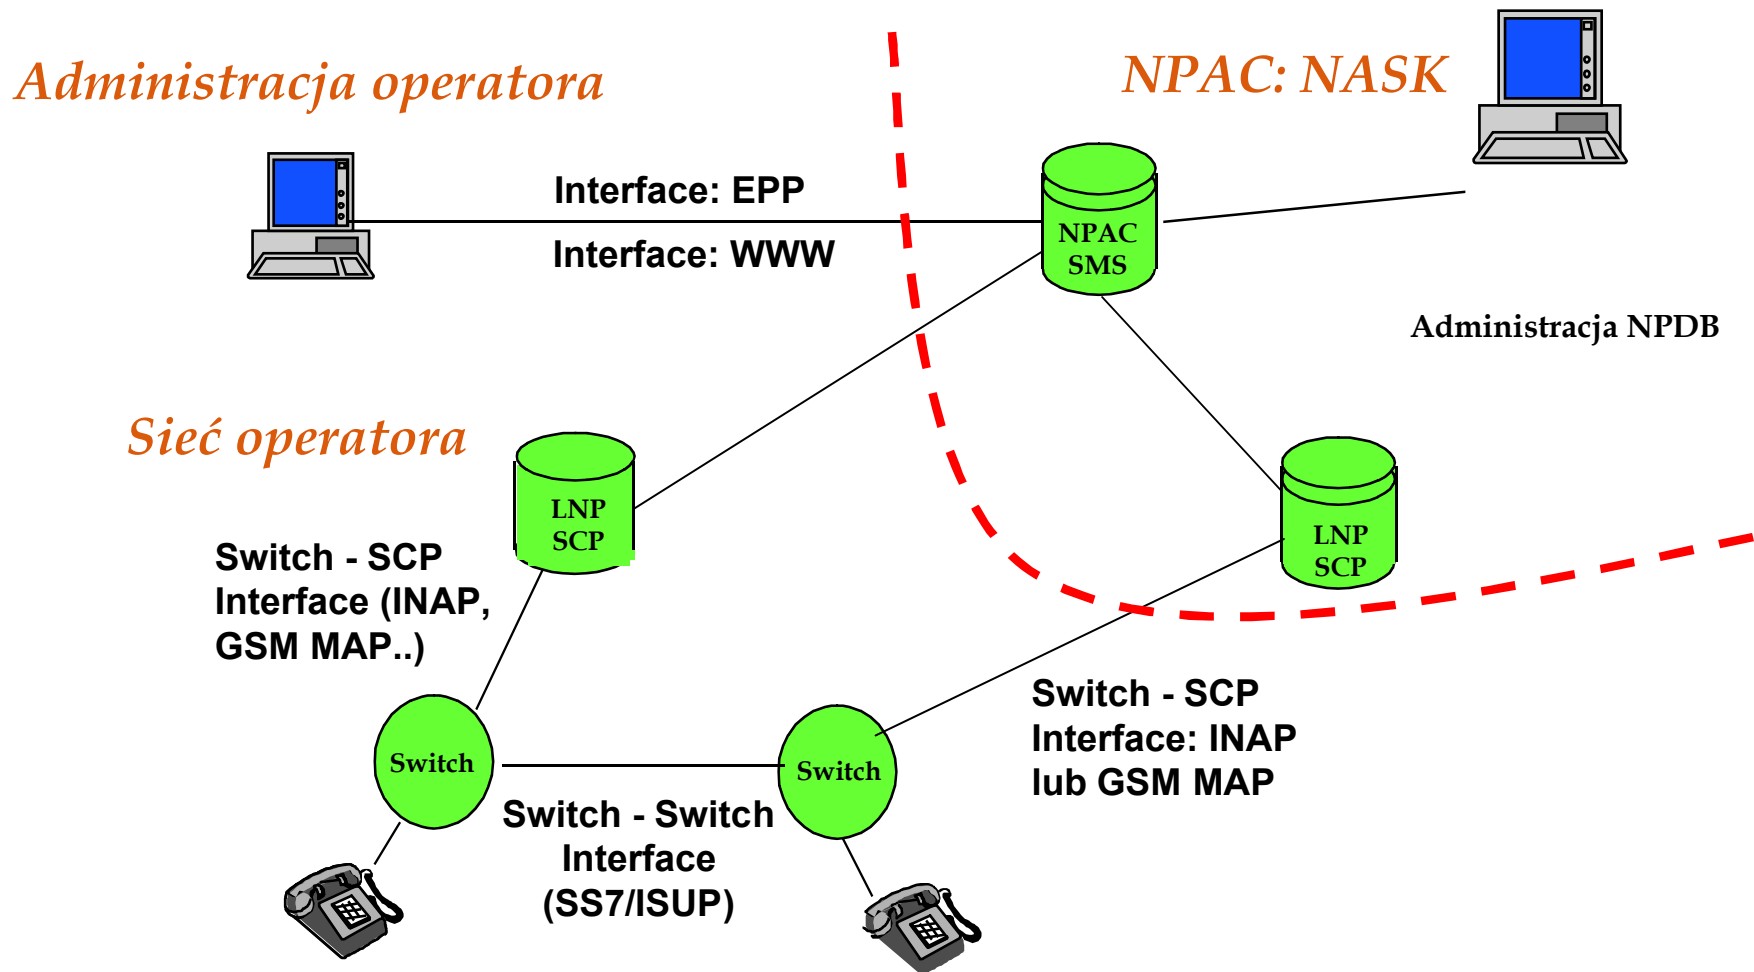 Administracja operatora
NPAC: NASK
Interface: EPP
Interface: WWW
NPAC
SMS
Administracja NPDB
Sieć operatora
LNP
SCP
LNP
SCP
Switch - SCP
Interface (INAP,
GSM MAP..)
Switch - SCP
Interface: INAP
lub GSM MAP
Switch
Switch
Switch - Switch
Interface
(SS7/ISUP)